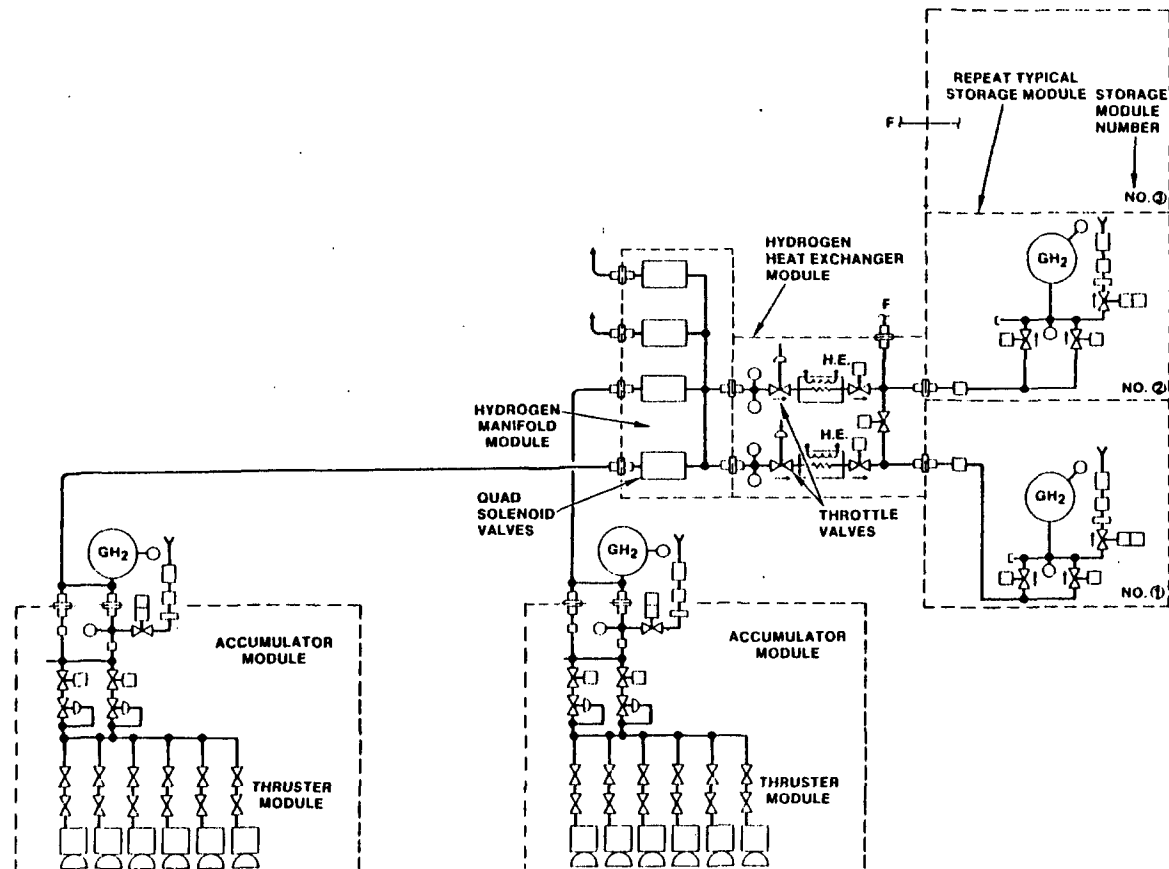 REPEAT TYPICAL
STORAGE MODULE
STORAGE
MODULE
NUMBER
F
NO. ③
HYDROGEN
HEAT EXCHANGER
MODULE
GH₂
F
H.E.
NO. ②
HYDROGEN
MANIFOLD
MODULE
H.E.
QUAD
SOLENOID
VALVES
THROTTLE
VALVES
GH₂
NO. ①
GH₂
ACCUMULATOR
MODULE
THRUSTER
MODULE
GH₂
ACCUMULATOR
MODULE
THRUSTER
MODULE